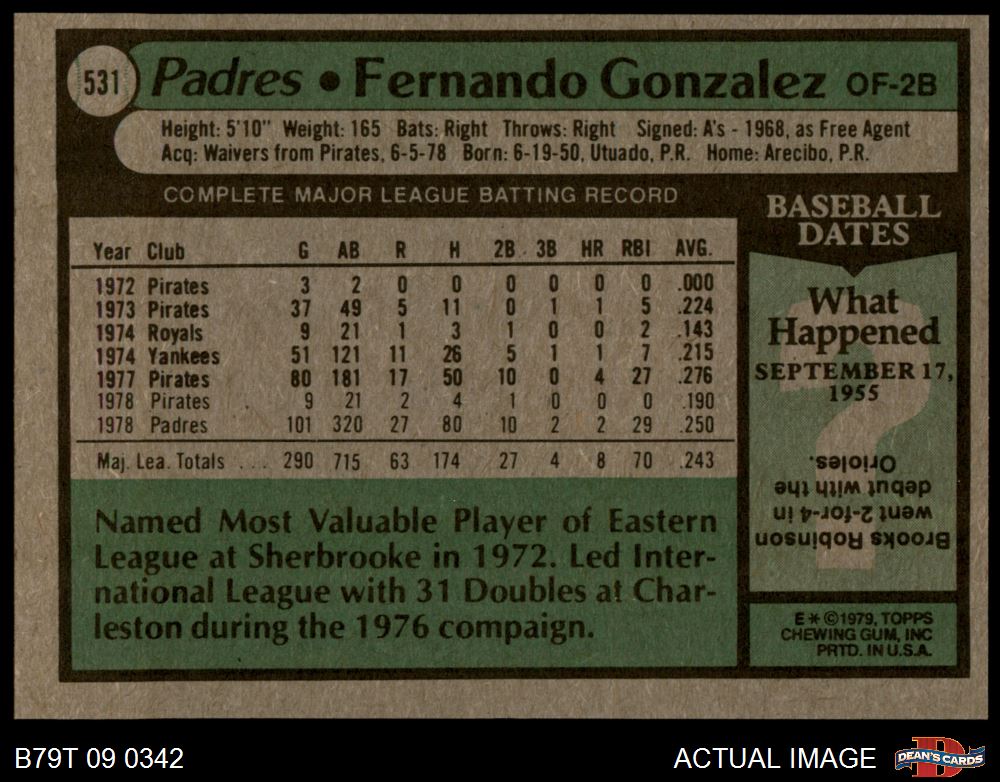 531 Padres • Fernando Gonzalez OF-2B
Height: 5'10" Weight: 165 Bats: Right Throws: Right Signed: A's - 1968, as Free Agent
Acq: Waivers from Pirates, 6-5-78 Born: 6-19-50, Utuado, P.R. Home: Arecibo, P.R.
COMPLETE MAJOR LEAGUE BATTING RECORD
Year Club G AB R H 2B 3B HR RBI AVG.
1972 Pirates 3 2 0 0 0 0 0 0 .000
1973 Pirates 37 49 5 11 0 1 1 5 .224
1974 Royals 9 21 1 3 1 0 0 2 .143
1974 Yankees 51 121 11 26 5 1 1 7 .215
1977 Pirates 80 181 17 50 10 0 4 27 .276
1978 Pirates 9 21 2 4 1 0 0 0 .190
1978 Padres 101 320 27 80 10 2 2 29 .250
Maj. Lea. Totals ... 290 715 63 174 27 4 8 70 .243
Named Most Valuable Player of Eastern
League at Sherbrooke in 1972. Led Inter-
national League with 31 Doubles at Char-
leston during the 1976 compaign.
BASEBALL
DATES
What
Happened
SEPTEMBER 17,
1955
Brooks Robinson
went 2-for-4 in
debut with the
Orioles.
E * © 1979, TOPPS
CHEWING GUM, INC
PRTD. IN U.S.A.
B79T 09 0342
ACTUAL IMAGE
DEAN'S CARDS